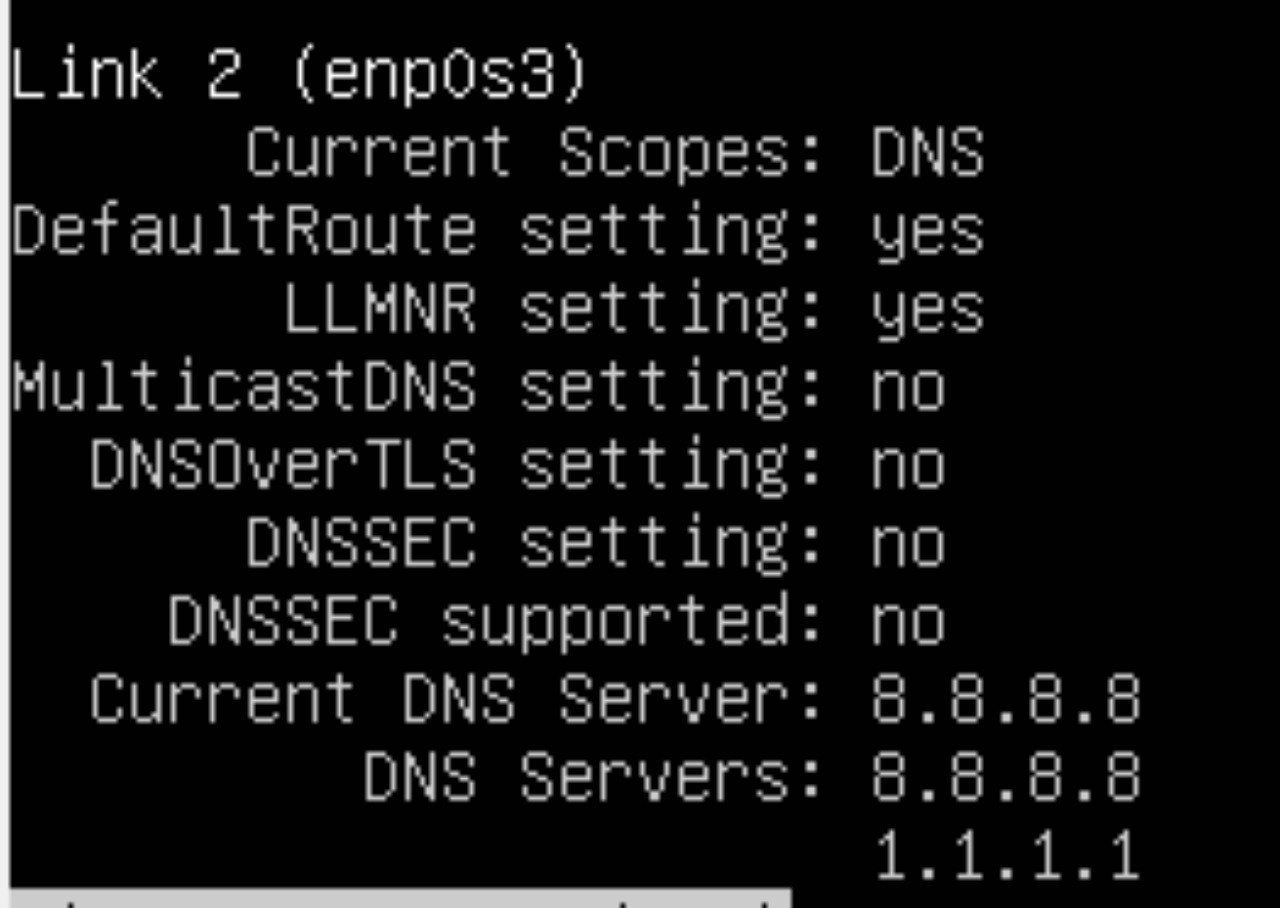 Link 2 (enp0s3)
Current Scopes: DNS
DefaultRoute setting: yes
LLMNR setting: yes
MulticastDNS setting: no
DNSOverTLS setting: no
DNSSEC setting: no
DNSSEC supported: no
Current DNS Server: 8.8.8.8
DNS Servers: 8.8.8.8
1.1.1.1